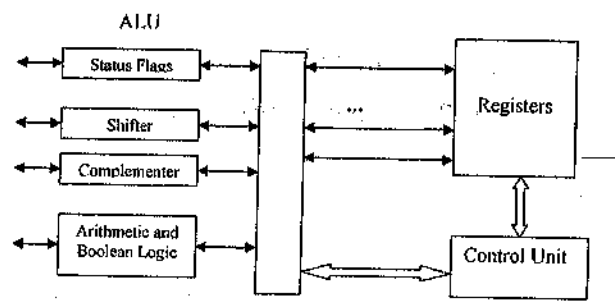 ALU
Status Flags
Shifter
Complementer
Arithmetic and
Boolean Logic
...
Registers
Control Unit